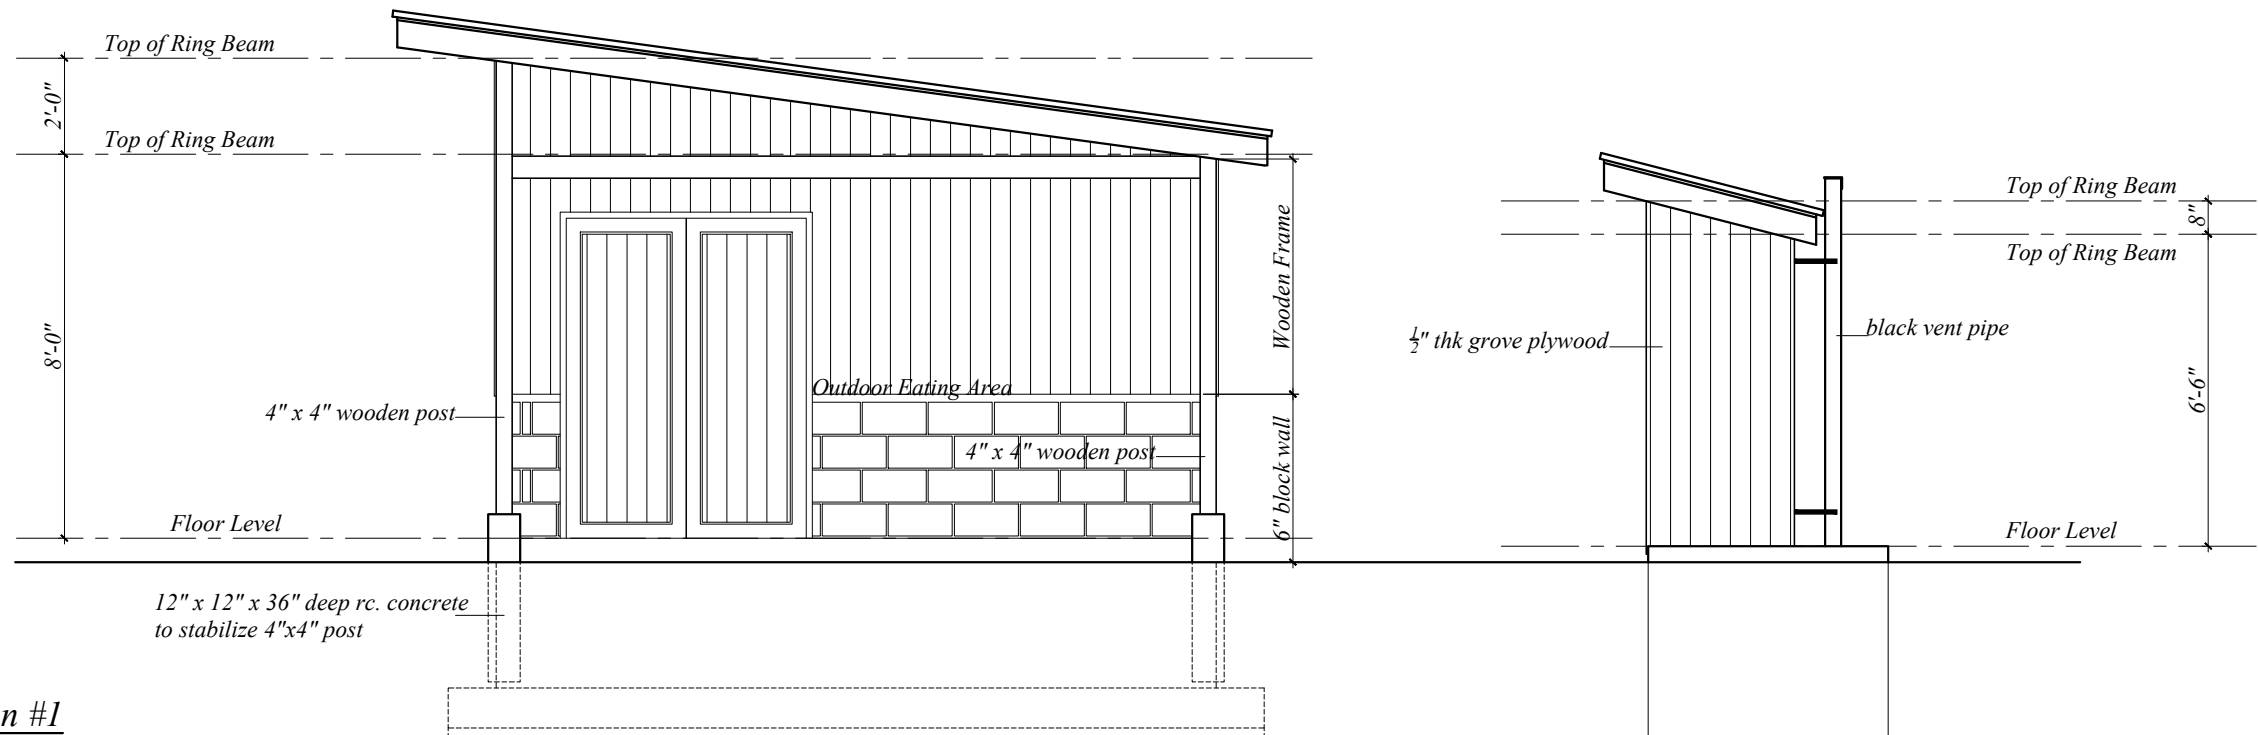 Top of Ring Beam
2'-0"
Top of Ring Beam
8'-0"
4" x 4" wooden post
Floor Level
12" x 12" x 36" deep rc. concrete
to stabilize 4"x4" post
n #1
Outdoor Eating Area
4" x 4" wooden post
Wooden Frame
6" block wall
½" thk grove plywood
black vent pipe
Top of Ring Beam
8"
Top of Ring Beam
6'-6"
Floor Level